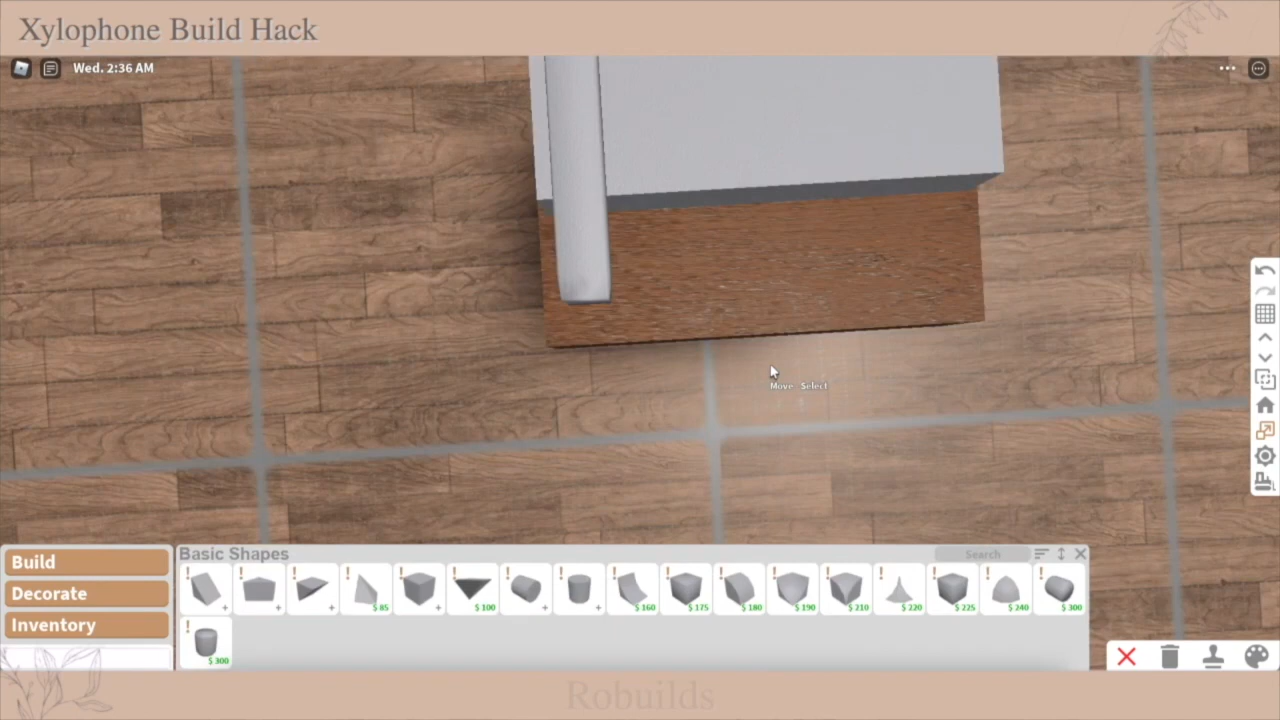 Xylophone Build Hack
Wed. 2:36 AM
Move Select
Build
Decorate
Inventory
Basic Shapes
Search
! +
! +
! +
! $ 85
! +
! $ 100
! +
! +
! $ 160
! $ 175
! $ 180
! $ 190
! $ 210
! $ 220
! $ 225
! $ 240
! $ 300
! $ 300
Robuilds